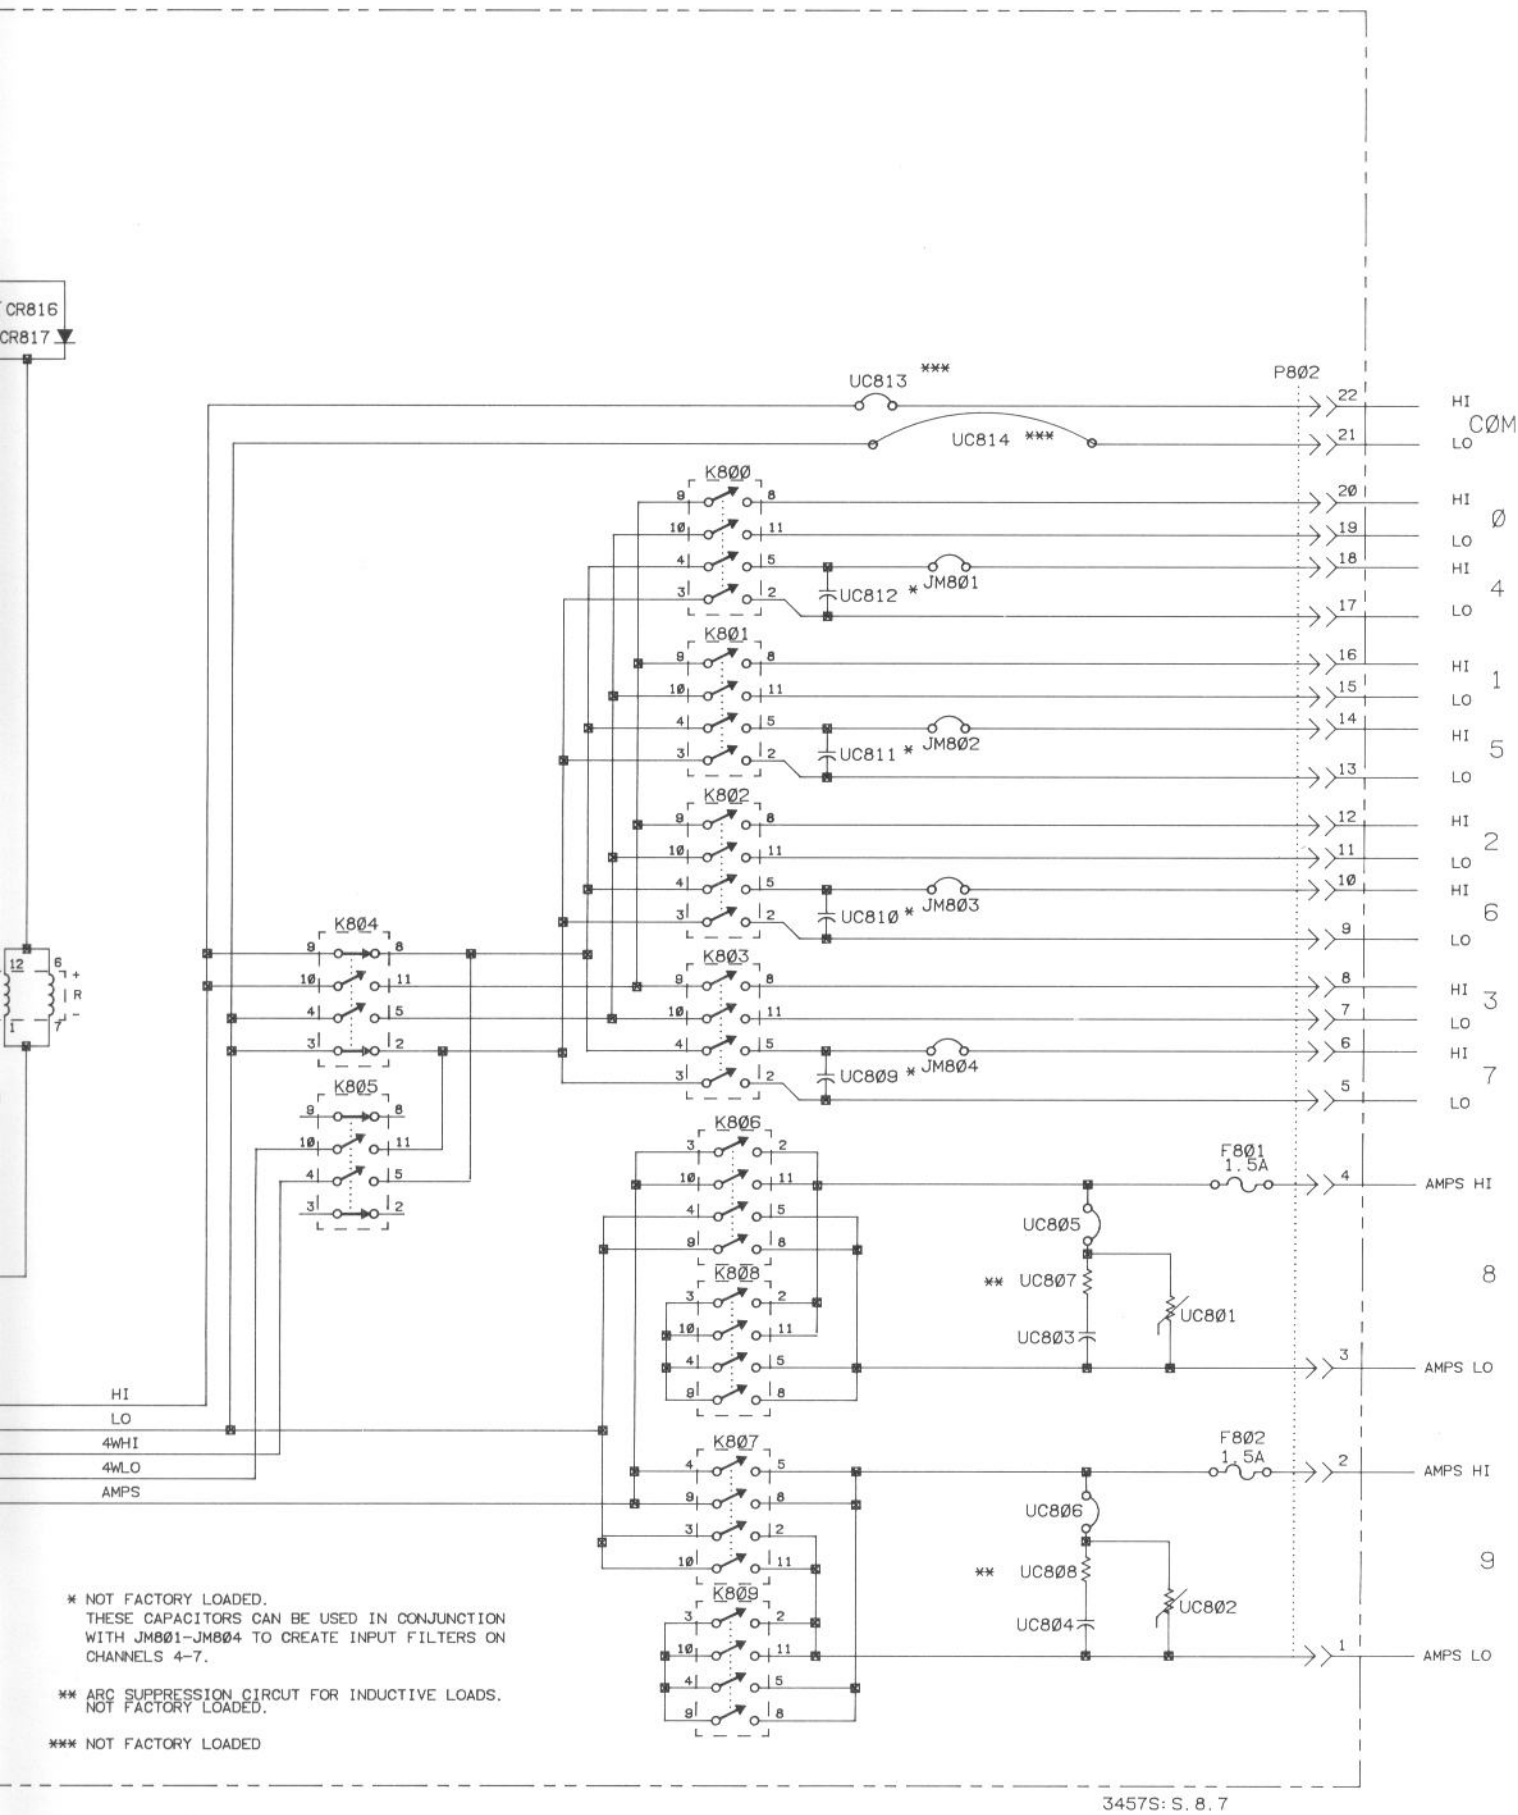 CR816
CR817
UC813 ***
P8Ø2
22 HI
CØM
UC814 ***
21 LO
K8ØØ
9 8 20 HI
Ø
10 11 19 LO
4 5 18 HI
UC812 * JM8Ø1
4
3 2 17 LO
K8Ø1
9 8 16 HI
1
10 11 15 LO
4 5 14 HI
UC811 * JM8Ø2
5
3 2 13 LO
K8Ø2
9 8 12 HI
2
10 11 11 LO
4 5 10 HI
UC81Ø * JM8Ø3
6
3 2 9 LO
K8Ø4
9 8
10 11
4 5
3 2
K8Ø3
9 8 8 HI
3
10 11 7 LO
4 5 6 HI
UC8Ø9 * JM8Ø4
7
3 2 5 LO
12 6 +
R
1 7 -
K8Ø5
9 8
10 11
4 5
3 2
K8Ø6
3 2
10 11
4 5
9 8
F8Ø1
1.5A
4 AMPS HI
UC8Ø5
** UC8Ø7
8
UC8Ø1
UC8Ø3
K8Ø8
3 2
10 11
4 5
9 8
3 AMPS LO
HI
LO
4WHI
4WLO
AMPS
K8Ø7
4 5
9 8
3 2
10 11
F8Ø2
1.5A
2 AMPS HI
UC8Ø6
** UC8Ø8
9
UC8Ø2
UC8Ø4
K8Ø9
3 2
10 11
4 5
9 8
1 AMPS LO
* NOT FACTORY LOADED.
THESE CAPACITORS CAN BE USED IN CONJUNCTION
WITH JM8Ø1-JM8Ø4 TO CREATE INPUT FILTERS ON
CHANNELS 4-7.
** ARC SUPPRESSION CIRCUT FOR INDUCTIVE LOADS.
NOT FACTORY LOADED.
*** NOT FACTORY LOADED
3457S:S.8.7